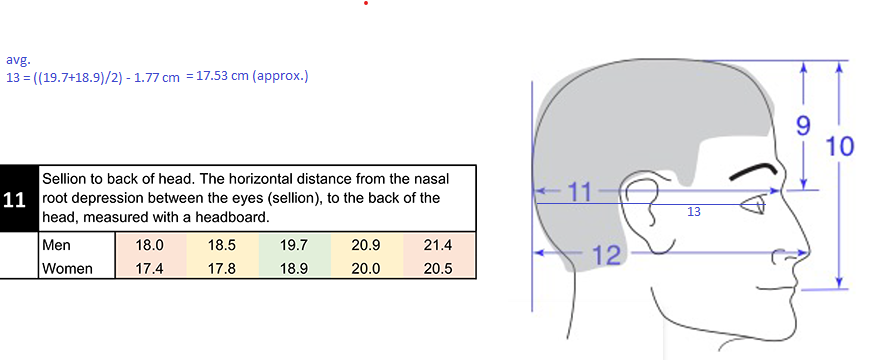 avg.
13 = ((19.7+18.9)/2) - 1.77 cm = 17.53 cm (approx.)
11
Sellion to back of head. The horizontal distance from the nasal
root depression between the eyes (sellion), to the back of the
head, measured with a headboard.
Men 18.0 18.5 19.7 20.9 21.4
Women 17.4 17.8 18.9 20.0 20.5
9
10
11
13
12